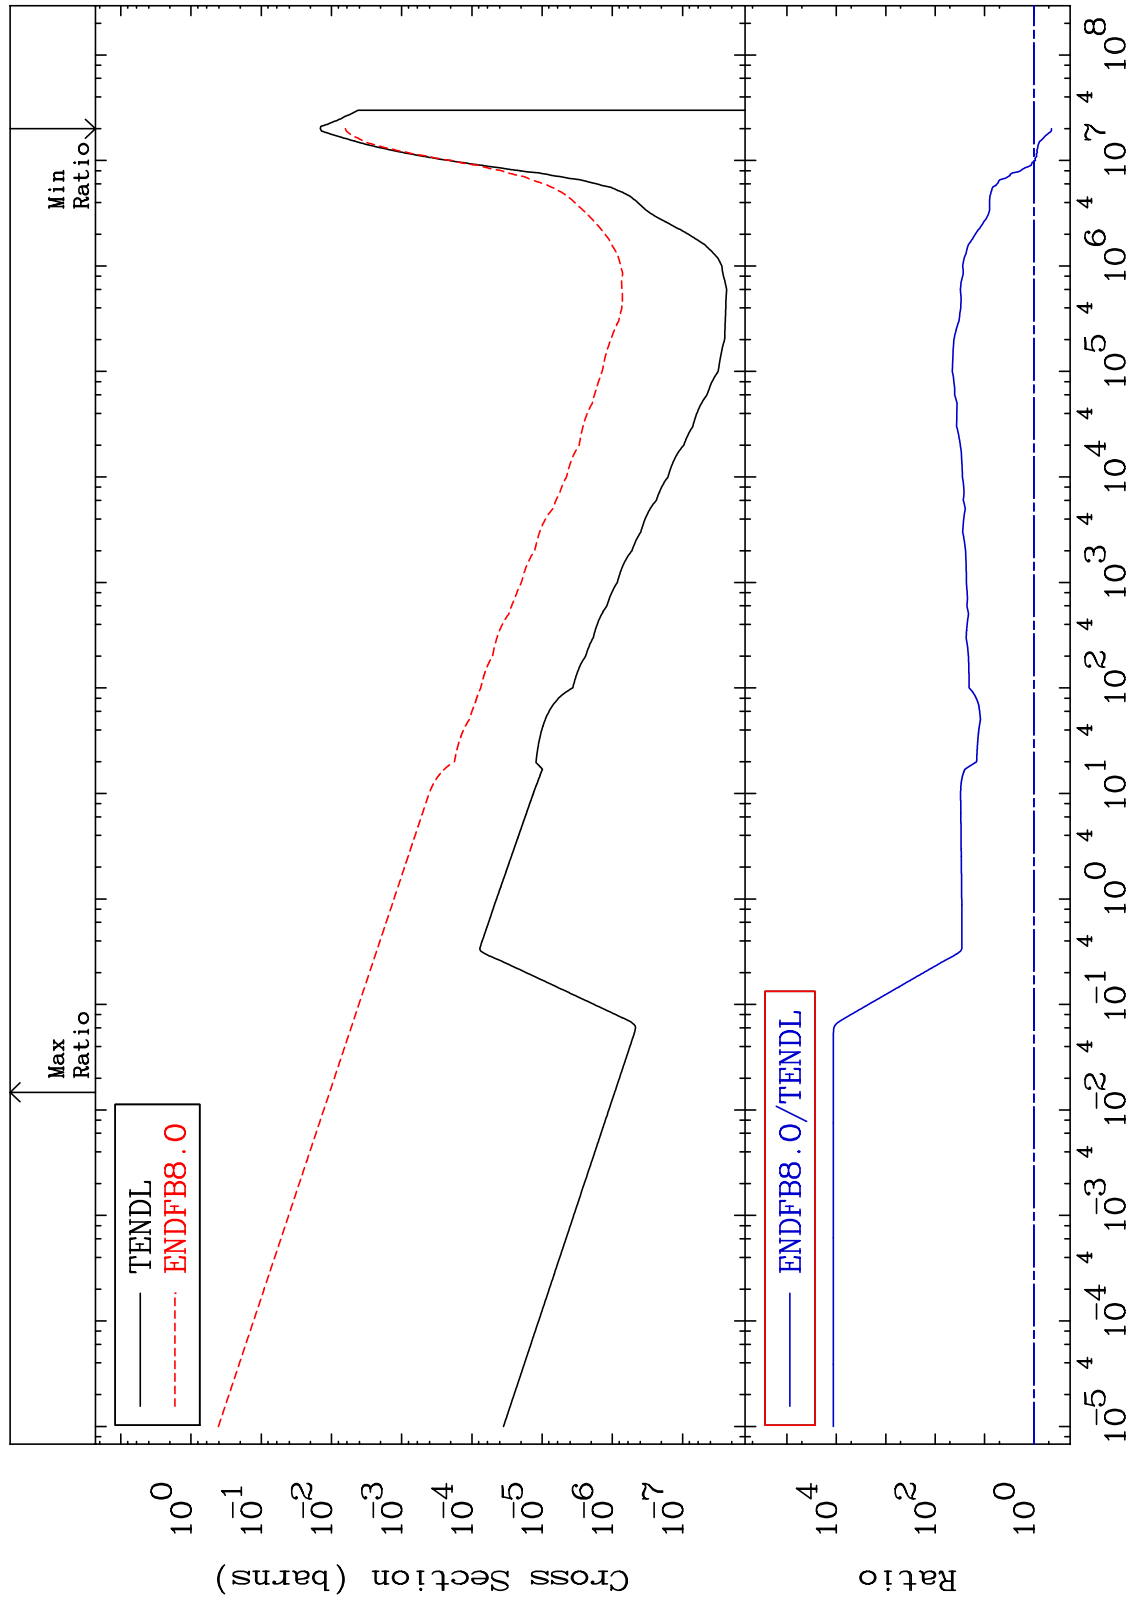 Max
Ratio
Min
Ratio
TENDL
ENDFB8.0
Cross Section (barns)
10^0
10^-1
10^-2
10^-3
10^-4
10^-5
10^-6
10^-7
ENDFB8.0/TENDL
Ratio
10^4
10^2
10^0
10^-5 4 10^-4 4 10^-3 4 10^-2 4 10^-1 4 10^0 4 10^1 4 10^2 4 10^3 4 10^4 4 10^5 4 10^6 4 10^7 4 10^8